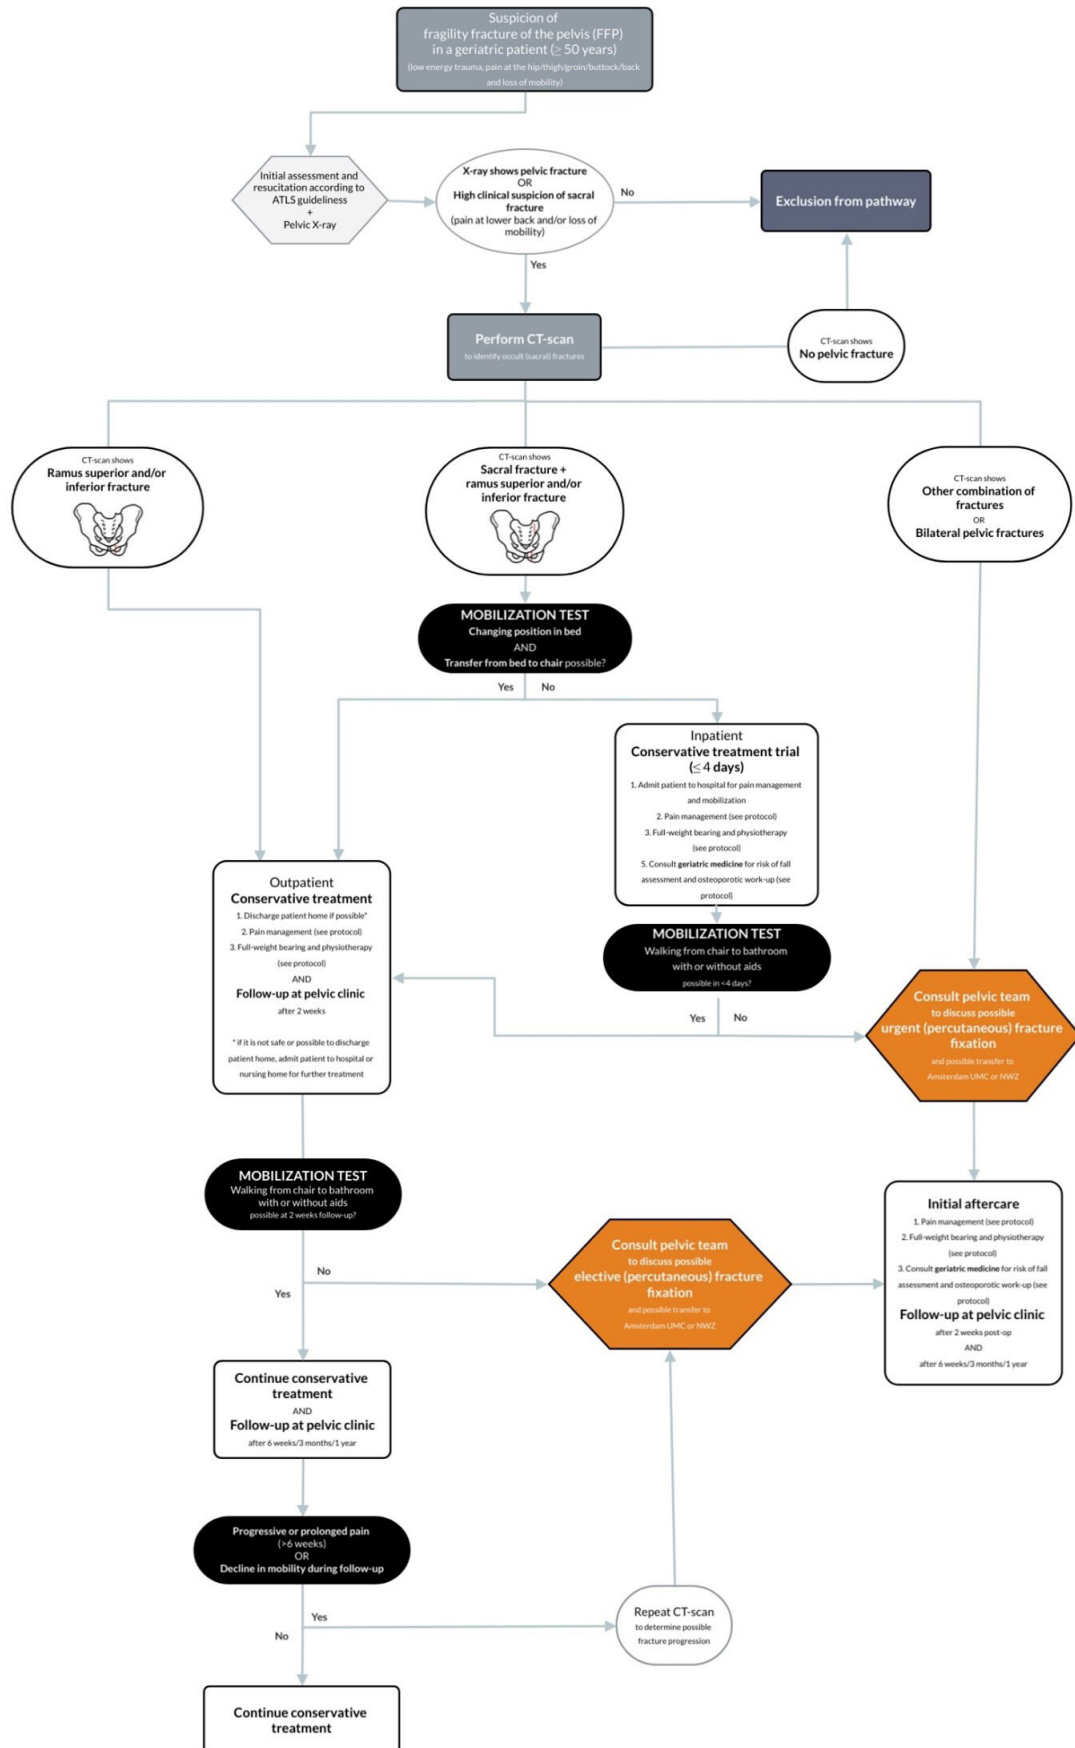 Suspicion of
fragility fracture of the pelvis (FFP)
in a geriatric patient (≥ 50 years)
(low energy trauma, pain at the hip/thigh/groin/buttock/back
and loss of mobility)
Initial assessment and
resucitation according to
ATLS guideliness
+
Pelvic X-ray
X-ray shows pelvic fracture
OR
High clinical suspicion of sacral
fracture
(pain at lower back and/or loss of
mobility)
No
Exclusion from pathway
Yes
Perform CT-scan
to identify occult (sacral) fractures
CT-scan shows
No pelvic fracture
CT-scan shows
Ramus superior and/or
inferior fracture
CT-scan shows
Sacral fracture +
ramus superior and/or
inferior fracture
CT-scan shows
Other combination of
fractures
OR
Bilateral pelvic fractures
MOBILIZATION TEST
Changing position in bed
AND
Transfer from bed to chair possible?
Yes
No
Inpatient
Conservative treatment trial
(≤ 4 days)
1. Admit patient to hospital for pain management
and mobilization
2. Pain management (see protocol)
3. Full-weight bearing and physiotherapy
(see protocol)
5. Consult geriatric medicine for risk of fall
assessment and osteoporotic work-up (see
protocol)
Outpatient
Conservative treatment
1. Discharge patient home if possible*
2. Pain management (see protocol)
3. Full-weight bearing and physiotherapy
(see protocol)
AND
Follow-up at pelvic clinic
after 2 weeks
* if it is not safe or possible to discharge
patient home, admit patient to hospital or
nursing home for further treatment
MOBILIZATION TEST
Walking from chair to bathroom
with or without aids
possible in <4 days?
Yes
No
Consult pelvic team
to discuss possible
urgent (percutaneous) fracture
fixation
and possible transfer to
Amsterdam UMC or NWZ
MOBILIZATION TEST
Walking from chair to bathroom
with or without aids
possible at 2 weeks follow-up?
No
Yes
Consult pelvic team
to discuss possible
elective (percutaneous) fracture
fixation
and possible transfer to
Amsterdam UMC or NWZ
Initial aftercare
1. Pain management (see protocol)
2. Full-weight bearing and physiotherapy
(see protocol)
3. Consult geriatric medicine for risk of fall
assessment and osteoporotic work-up (see
protocol)
Follow-up at pelvic clinic
after 2 weeks post-op
AND
after 6 weeks/3 months/1 year
Continue conservative
treatment
AND
Follow-up at pelvic clinic
after 6 weeks/3 months/1 year
Progressive or prolonged pain
(>6 weeks)
OR
Decline in mobility during follow-up
Yes
No
Repeat CT-scan
to determine possible
fracture progression
Continue conservative
treatment